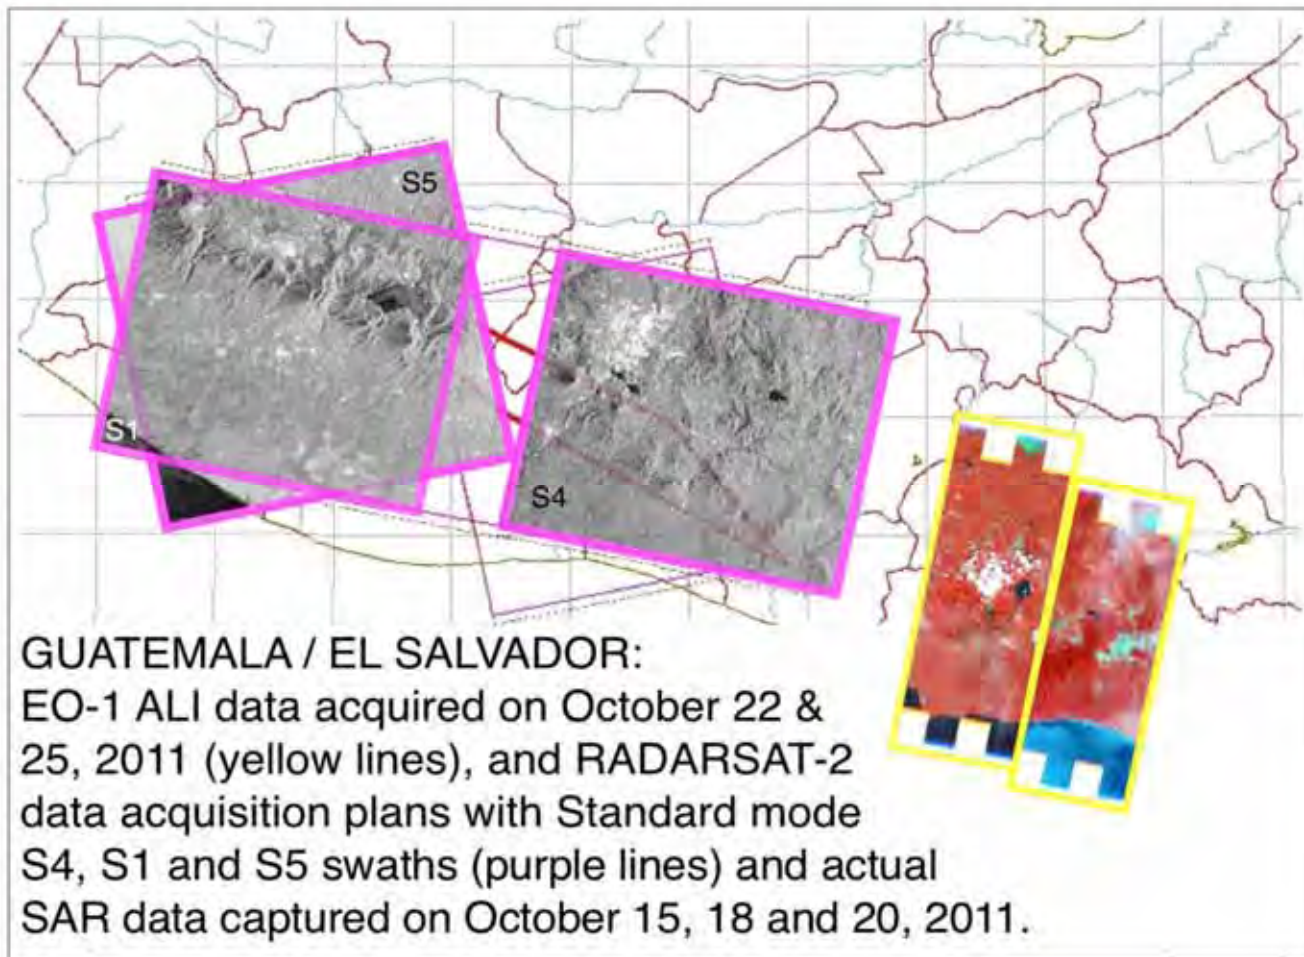 S5
S1
S4
GUATEMALA / EL SALVADOR:
EO-1 ALI data acquired on October 22 &
25, 2011 (yellow lines), and RADARSAT-2
data acquisition plans with Standard mode
S4, S1 and S5 swaths (purple lines) and actual
SAR data captured on October 15, 18 and 20, 2011.